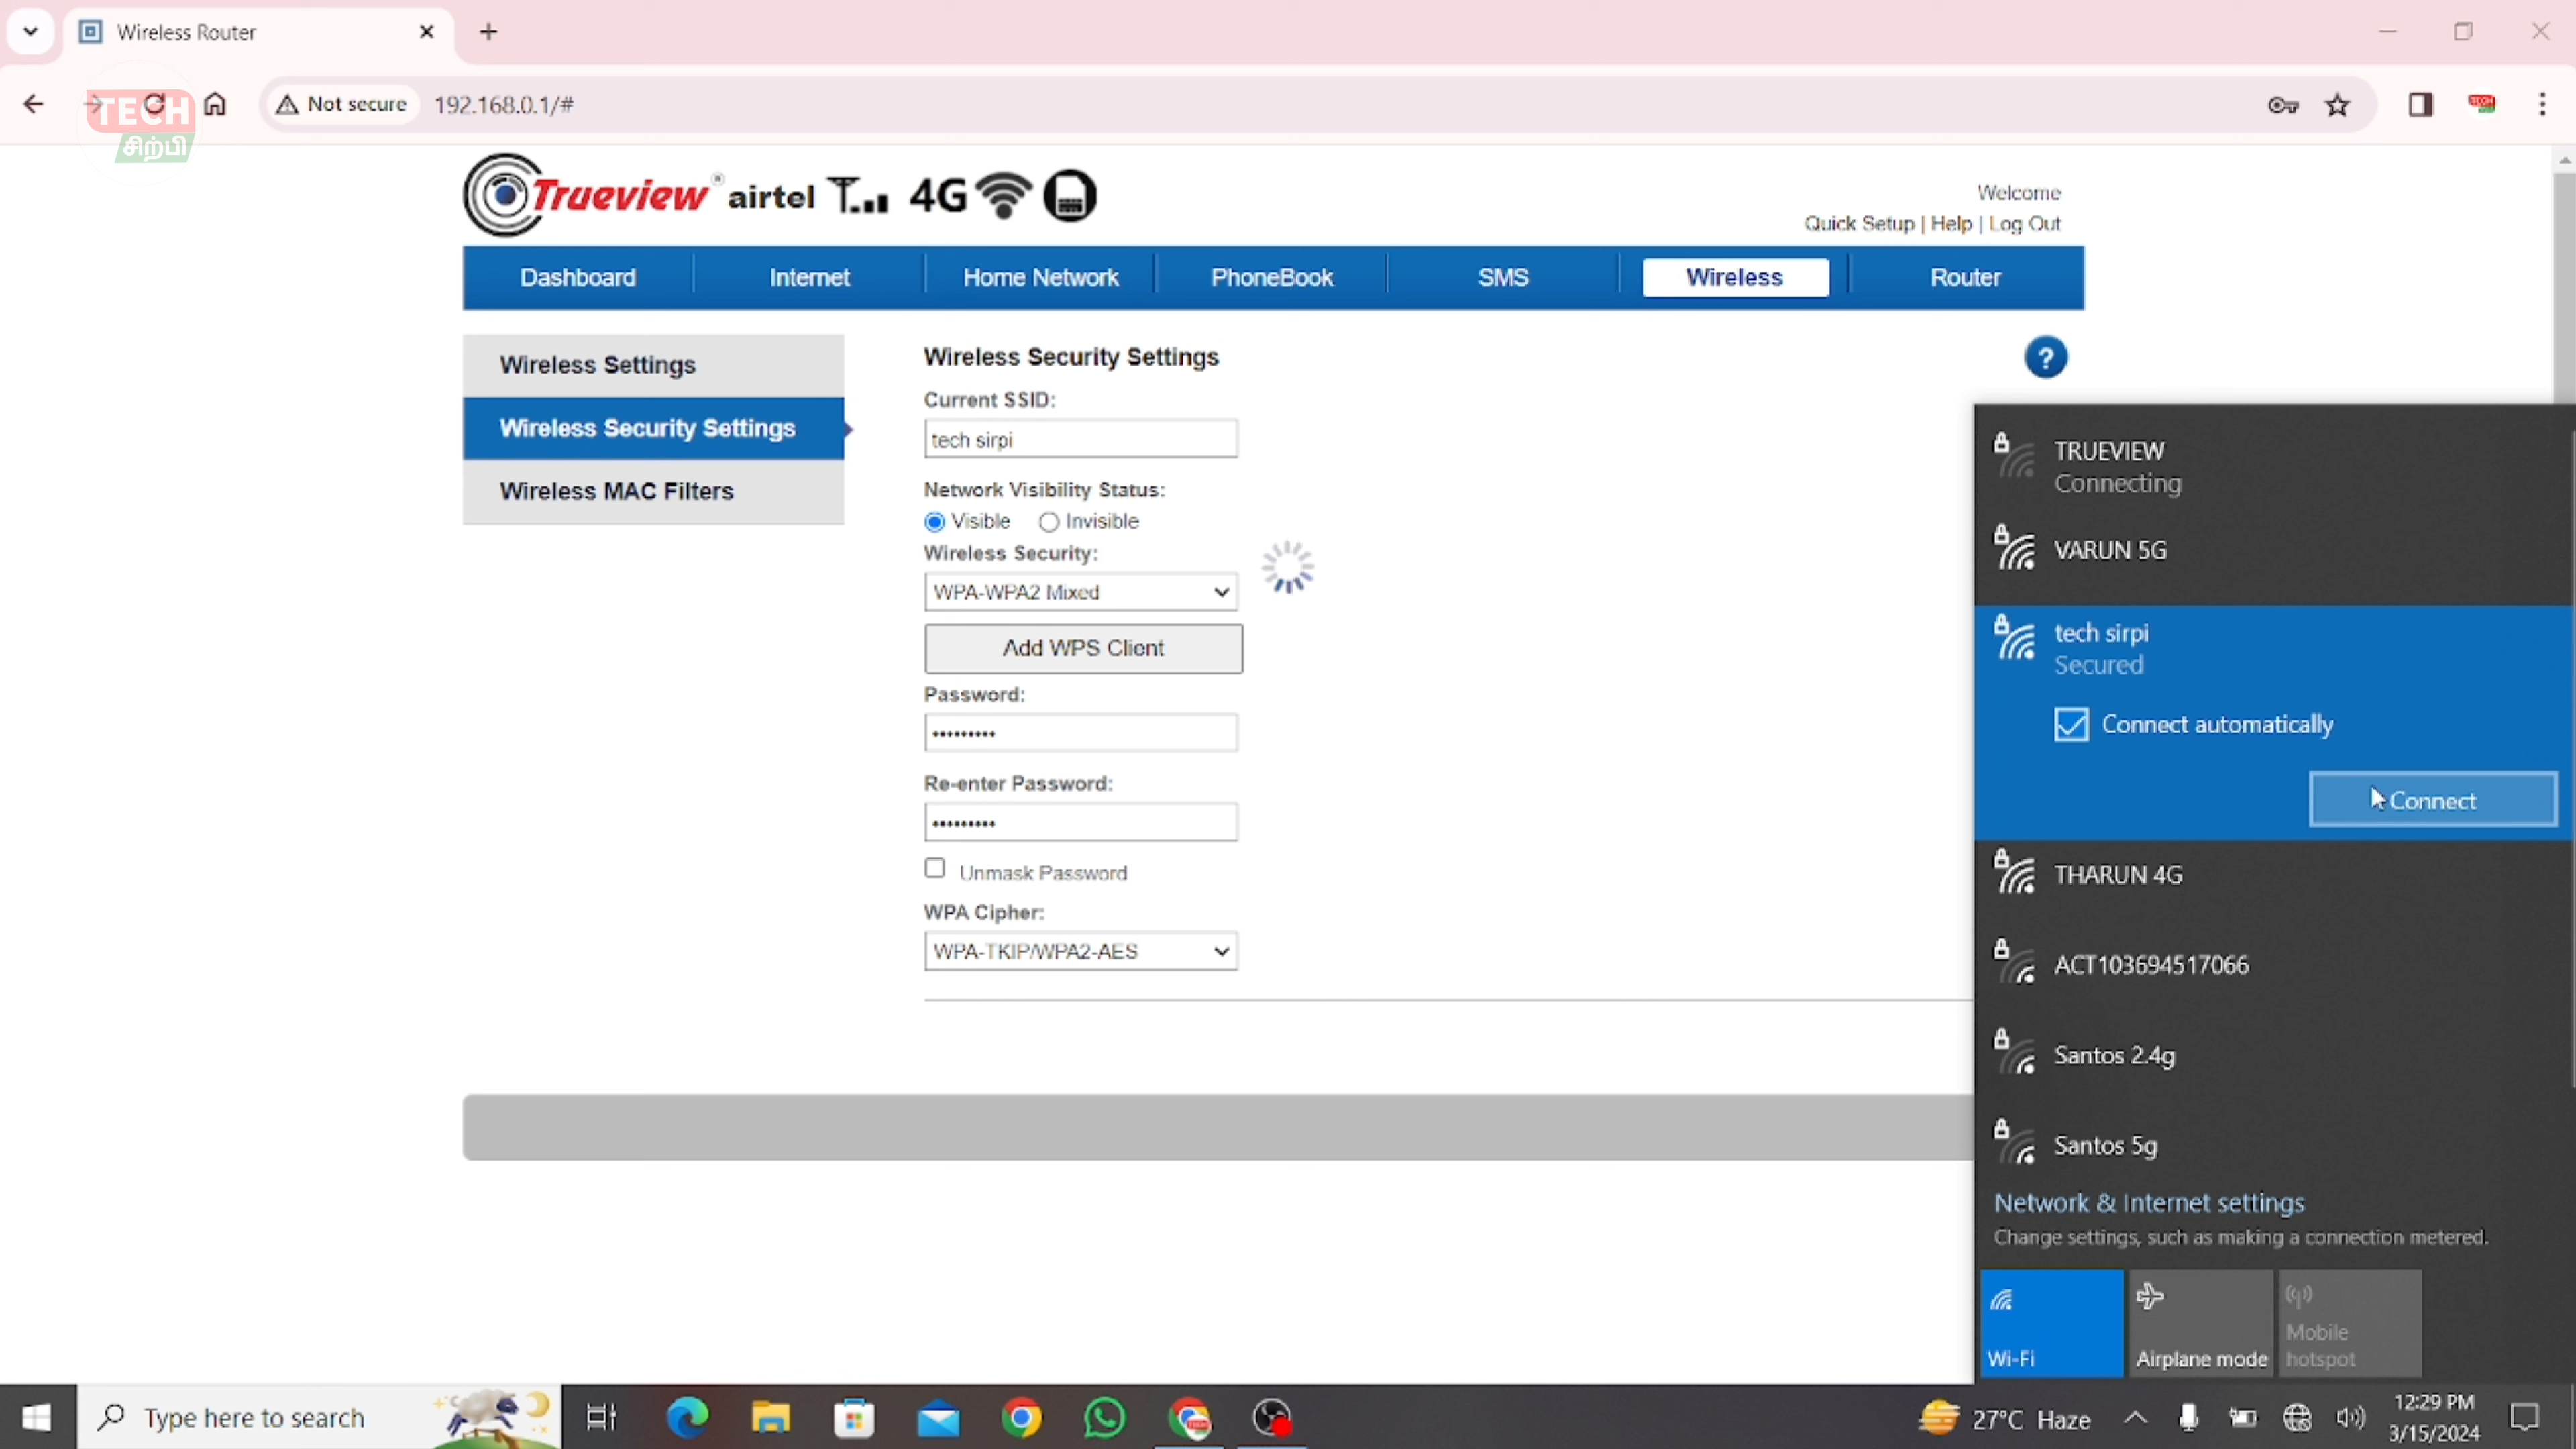 Wireless Router
Not secure
192.168.0.1/#
TECH
சிற்பி
Trueview®
airtel
4G
Welcome
Quick Setup | Help | Log Out
Dashboard
Internet
Home Network
PhoneBook
SMS
Wireless
Router
Wireless Settings
Wireless Security Settings
Wireless MAC Filters
Wireless Security Settings
?
Current SSID:
tech sirpi
Network Visibility Status:
Visible
Invisible
Wireless Security:
WPA-WPA2 Mixed
Add WPS Client
Password:
•••••••••
Re-enter Password:
•••••••••
Unmask Password
WPA Cipher:
WPA-TKIP/WPA2-AES
TRUEVIEW
Connecting
VARUN 5G
tech sirpi
Secured
Connect automatically
Connect
THARUN 4G
ACT103694517066
Santos 2.4g
Santos 5g
Network & Internet settings
Change settings, such as making a connection metered.
Wi-Fi
Airplane mode
Mobile
hotspot
Type here to search
27°C Haze
12:29 PM
3/15/2024